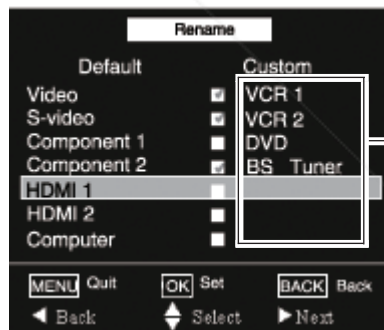 Rename
Default Custom
Video VCR 1
S-video VCR 2
Component 1 DVD
Component 2 BS Tuner
HDMI 1
HDMI 2
Computer
MENU Quit OK Set BACK Back
Back Select Next